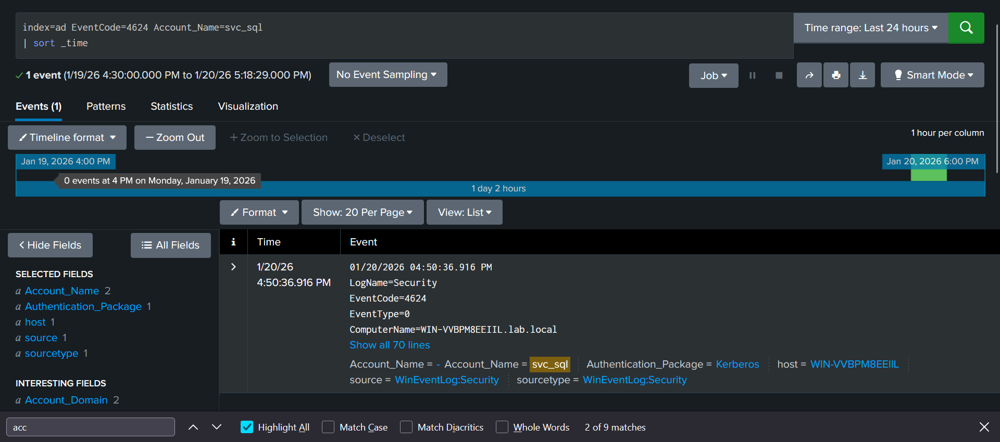 index=ad EventCode=4624 Account_Name=svc_sql
| sort _time
Time range: Last 24 hours
1 event (1/19/26 4:30:00.000 PM to 1/20/26 5:18:29.000 PM)
No Event Sampling
Job
Smart Mode
Events (1)
Patterns
Statistics
Visualization
Timeline format
Zoom Out
Zoom to Selection
Deselect
1 hour per column
Jan 19, 2026 4:00 PM
Jan 20, 2026 6:00 PM
0 events at 4 PM on Monday, January 19, 2026
1 day 2 hours
Format
Show: 20 Per Page
View: List
Hide Fields
All Fields
i
Time
Event
SELECTED FIELDS
a Account_Name 2
a Authentication_Package 1
a host 1
a source 1
a sourcetype 1
INTERESTING FIELDS
a Account_Domain 2
1/20/26
4:50:36.916 PM
01/20/2026 04:50:36.916 PM
LogName=Security
EventCode=4624
EventType=0
ComputerName=WIN-VVBPM8EEIIL.lab.local
Show all 70 lines
Account_Name = - Account_Name = svc_sql Authentication_Package = Kerberos host = WIN-VVBPM8EEIIL
source = WinEventLog:Security sourcetype = WinEventLog:Security
acc
Highlight All
Match Case
Match Diacritics
Whole Words
2 of 9 matches